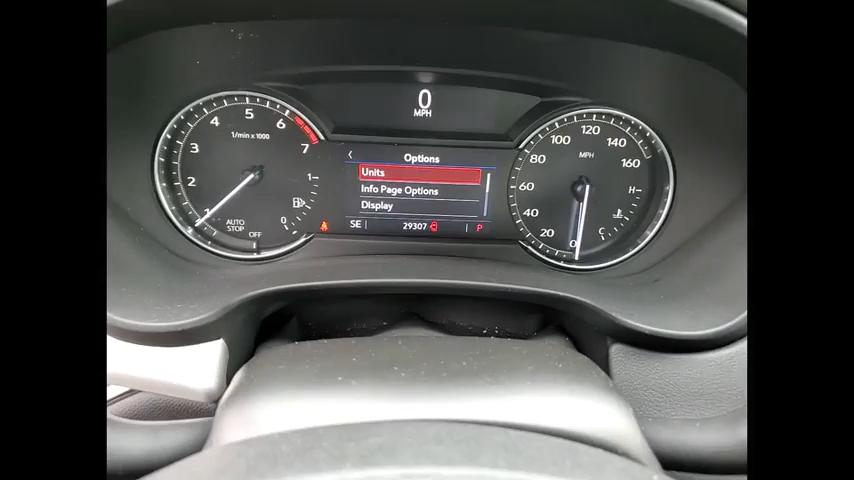 0
MPH
1/min x 1000
1
2
3
4
5
6
7
AUTO
STOP
OFF
1
0
Options
Units
Info Page Options
Display
SE
29307
P
MPH
0
20
40
60
80
100
120
140
160
H
C